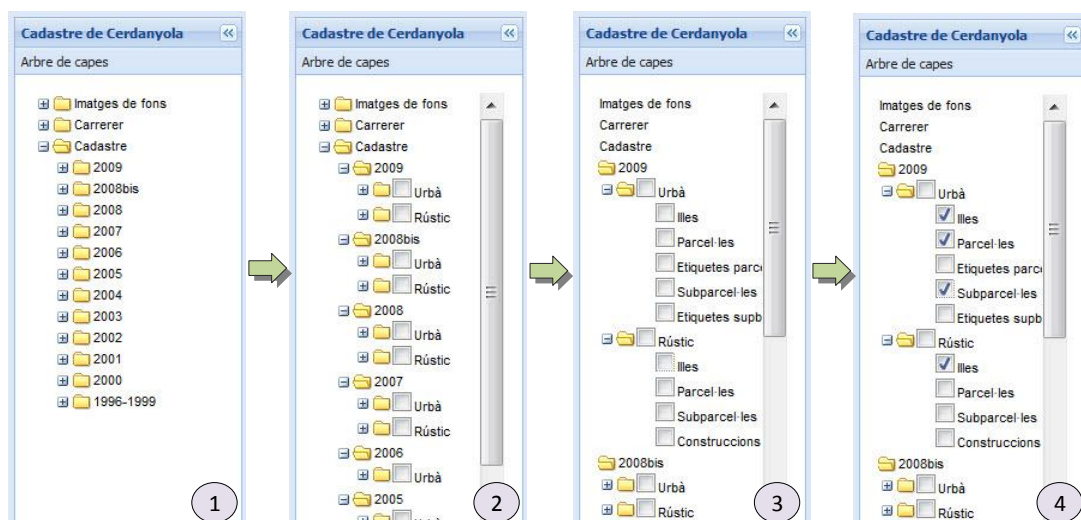 Cadastre de Cerdanyola
Arbre de capes
Imatges de fons
Carrerer
Cadastre
2009
2008bis
2008
2007
2006
2005
2004
2003
2002
2001
2000
1996-1999
1
Cadastre de Cerdanyola
Arbre de capes
Imatges de fons
Carrerer
Cadastre
2009
Urbà
Rústic
2008bis
Urbà
Rústic
2008
Urbà
Rústic
2007
Urbà
Rústic
2006
Urbà
2005
2
Cadastre de Cerdanyola
Arbre de capes
Imatges de fons
Carrerer
Cadastre
2009
Urbà
Illes
Parcel·les
Etiquetes parc
Subparcel·les
Etiquetes supb
Rústic
Illes
Parcel·les
Subparcel·les
Construccions
2008bis
Urbà
Rústic
3
Cadastre de Cerdanyola
Arbre de capes
Imatges de fons
Carrerer
Cadastre
2009
Urbà
Illes
Parcel·les
Etiquetes parc
Subparcel·les
Etiquetes supb
Rústic
Illes
Parcel·les
Subparcel·les
Construccions
2008bis
Urbà
Rústic
4